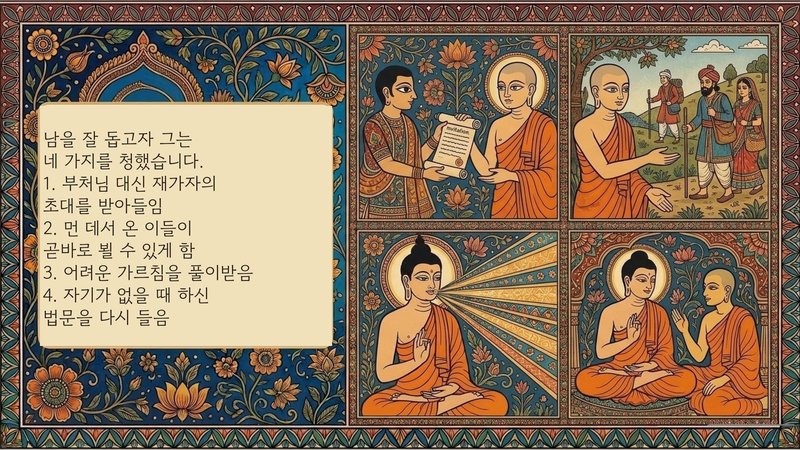 남을 잘 돕고자 그는
네 가지를 청했습니다.
1. 부처님 대신 재가자의
초대를 받아들임
2. 먼 데서 온 이들이
곧바로 뵐 수 있게 함
3. 어려운 가르침을 풀이받음
4. 자기가 없을 때 하신
법문을 다시 들음
Invitation